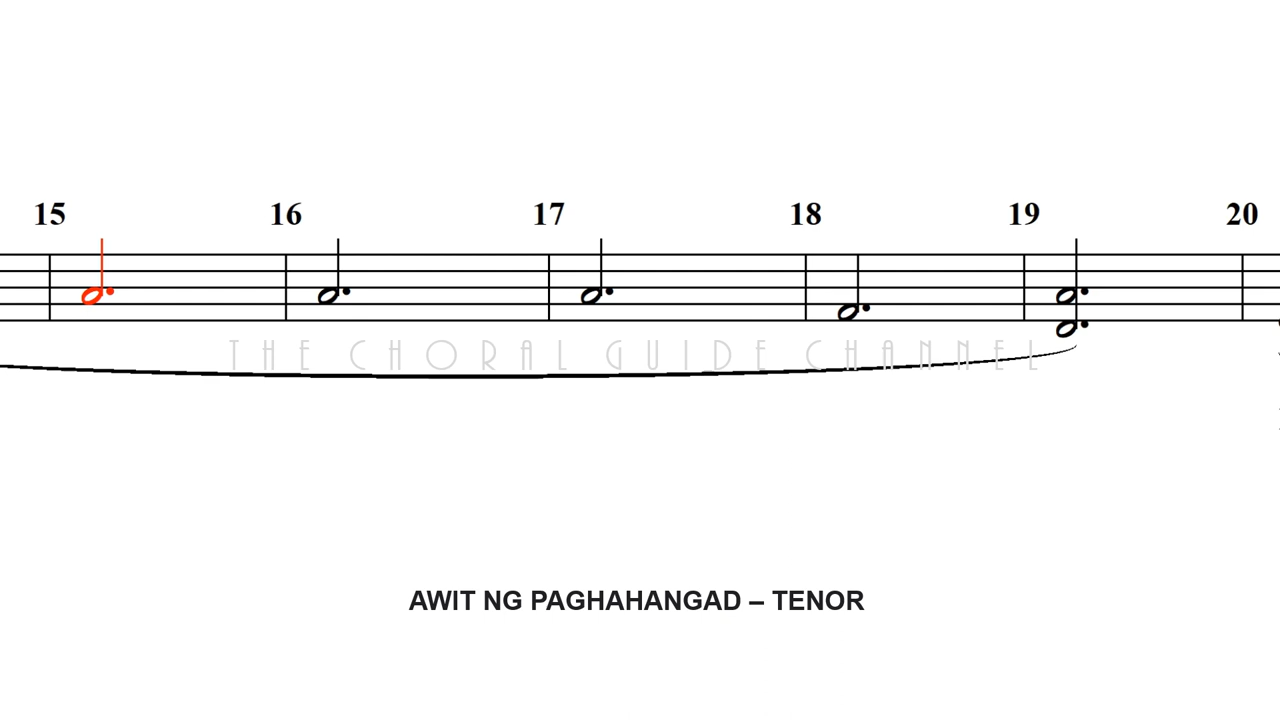 15 16 17 18 19 20
THE CHORAL GUIDE CHANNEL
AWIT NG PAGHAHANGAD – TENOR